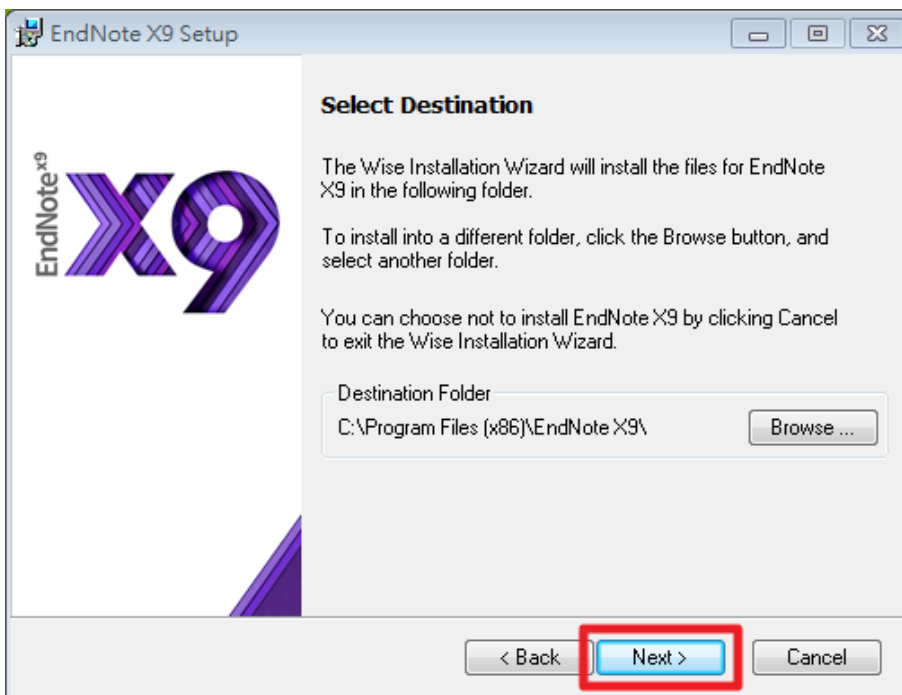 EndNote X9 Setup
EndNote x9
X9
Select Destination
The Wise Installation Wizard will install the files for EndNote
X9 in the following folder.
To install into a different folder, click the Browse button, and
select another folder.
You can choose not to install EndNote X9 by clicking Cancel
to exit the Wise Installation Wizard.
Destination Folder
C:\Program Files (x86)\EndNote X9\
Browse ...
< Back
Next >
Cancel